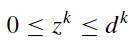 0 ≤ z^k ≤ d^k